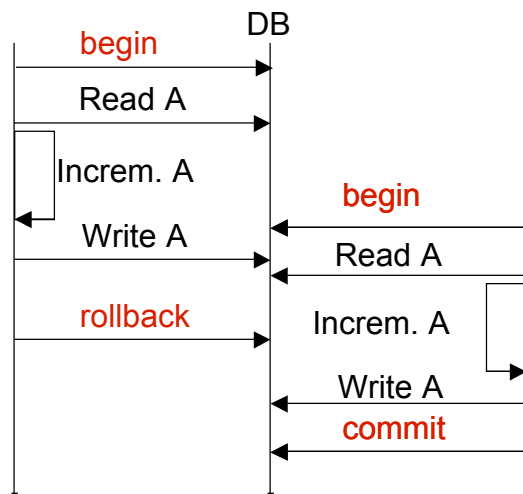 DB
begin
Read A
Increm. A
Write A
rollback
begin
Read A
Increm. A
Write A
commit